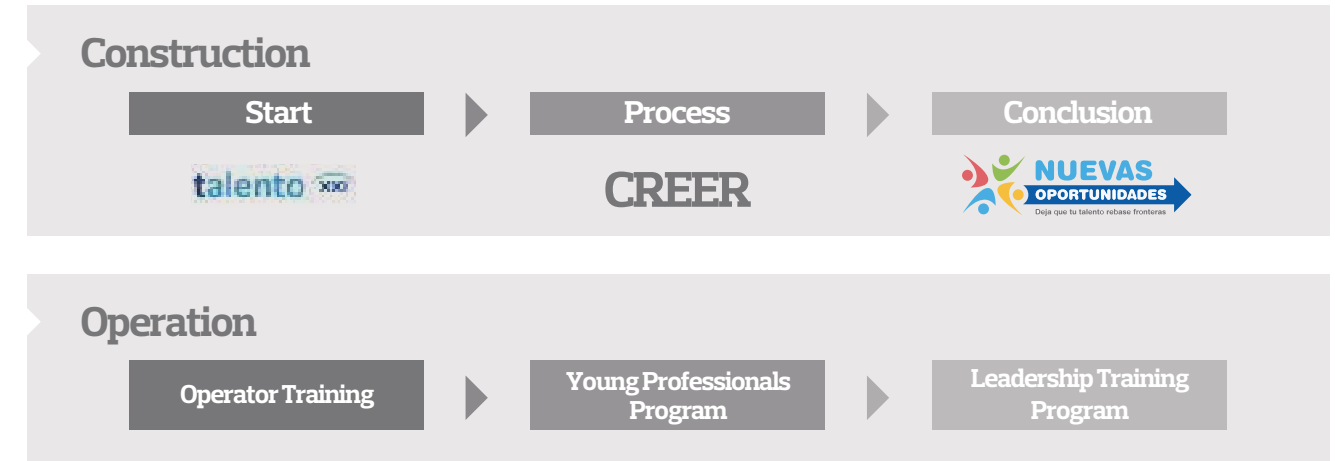 Construction
Start
Process
Conclusion
talento XXI
CREER
NUEVAS
OPORTUNIDADES
Deja que tu talento rebase fronteras
Operation
Operator Training
Young Professionals
Program
Leadership Training
Program